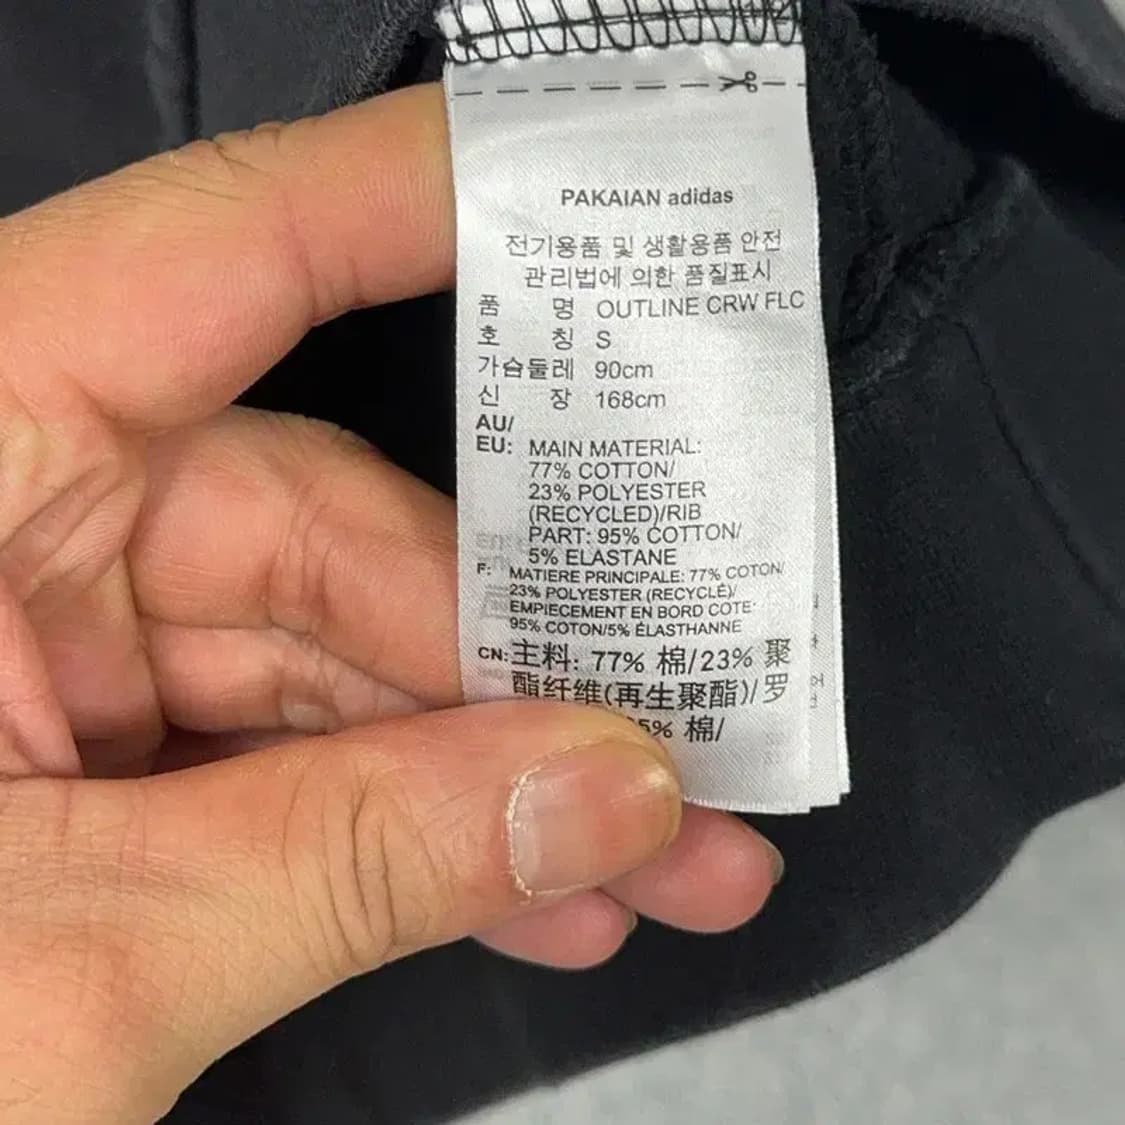 PAKAIAN adidas
전기용품 및 생활용품 안전
관리법에 의한 품질표시
품 명 OUTLINE CRW FLC
호 칭 S
가슴둘레 90cm
신 장 168cm
AU/
EU: MAIN MATERIAL:
77% COTTON/
23% POLYESTER
(RECYCLED)/RIB
PART: 95% COTTON/
5% ELASTANE
F: MATIERE PRINCIPALE: 77% COTON/
23% POLYESTER (RECYCLÉ)/
EMPIECEMENT EN BORD COTE:
95% COTON/5% ÉLASTHANNE
CN: 主料: 77% 棉/23% 聚
酯纤维(再生聚酯)/罗
5% 棉/